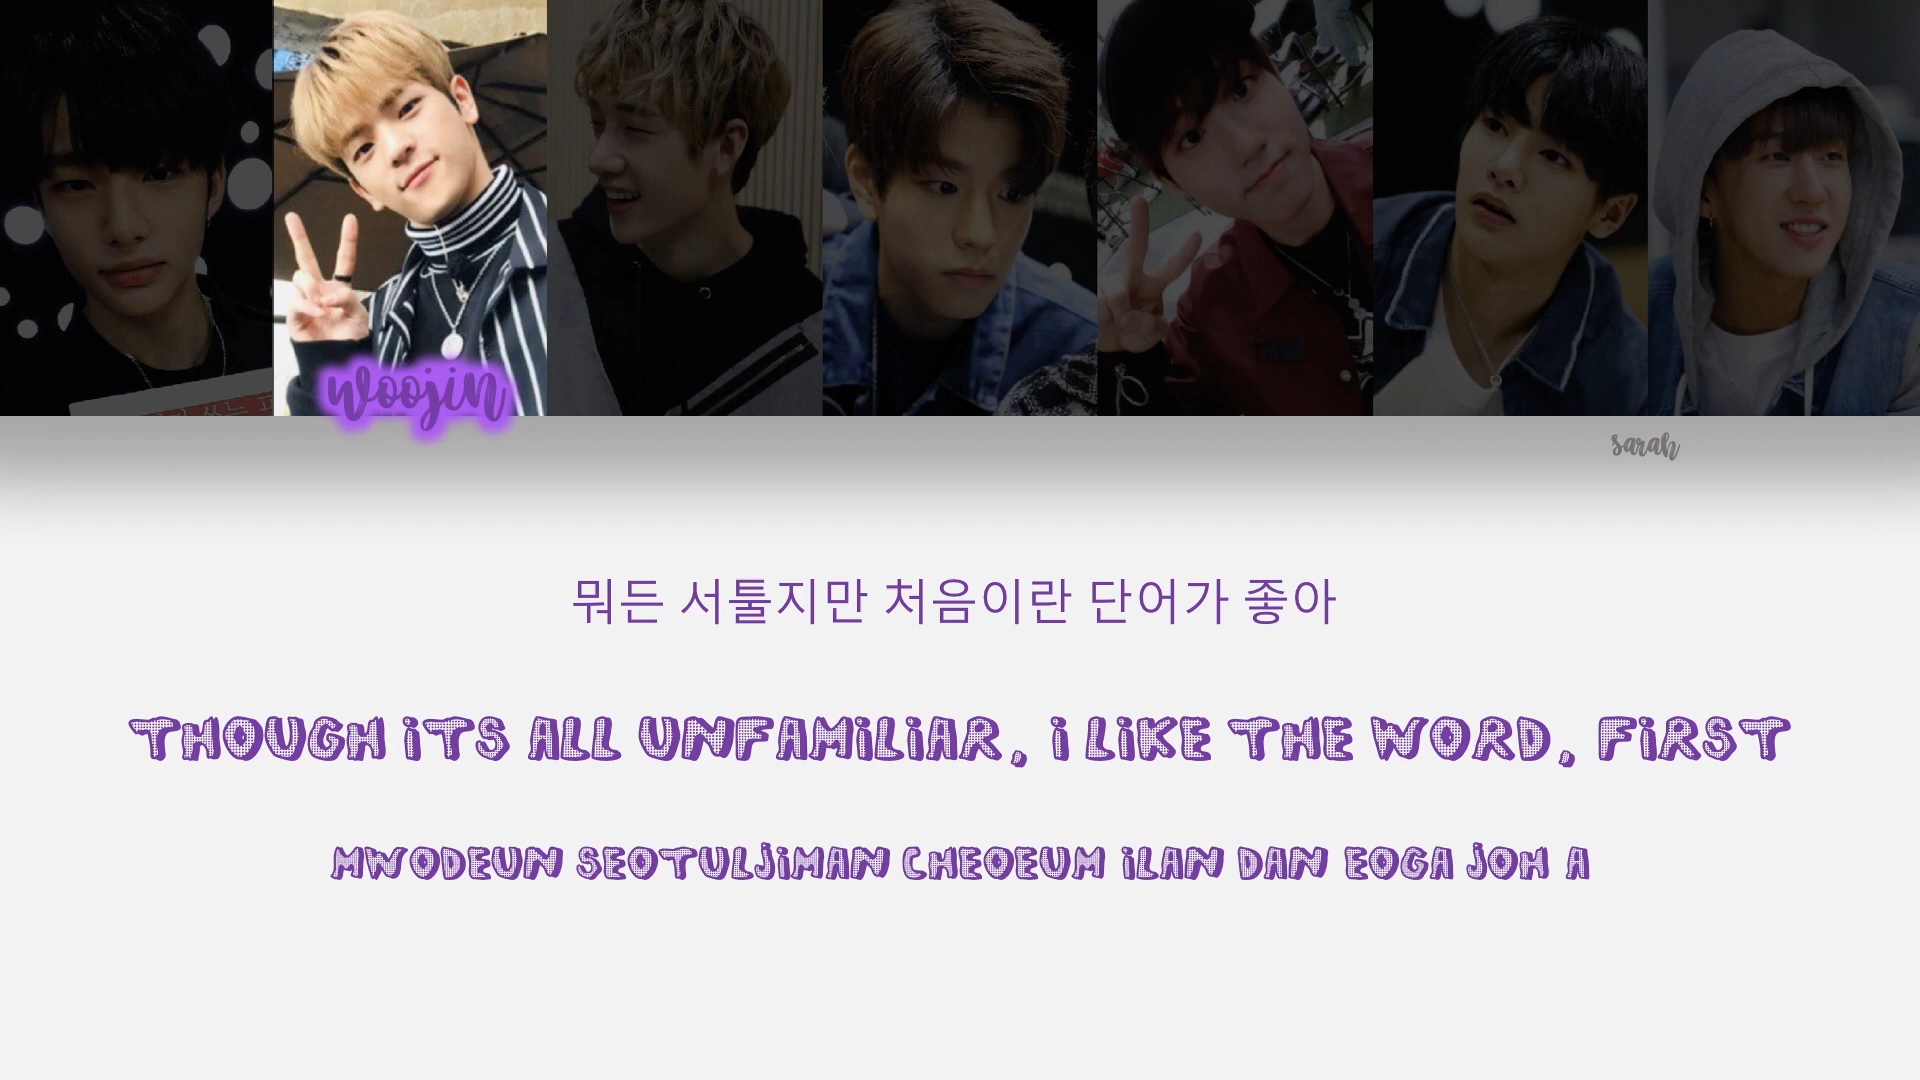 woojin
sarah
뭐든 서툴지만 처음이란 단어가 좋아
THOUGH iTS ALL UNFAMiLiAR, i LiKE THE WORD, FiRST
MWODEUN SEOTULJiMAN CHEOEUM iLAN DAN EOGA JOH A